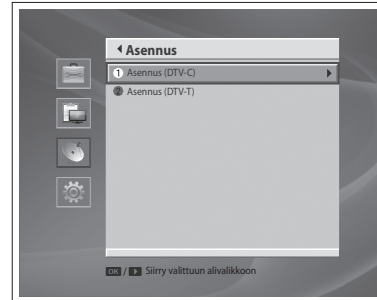 Asennus
1 Asennus (DTV-C)
2 Asennus (DTV-T)
OK / Siirry valittuun alivalikkoon